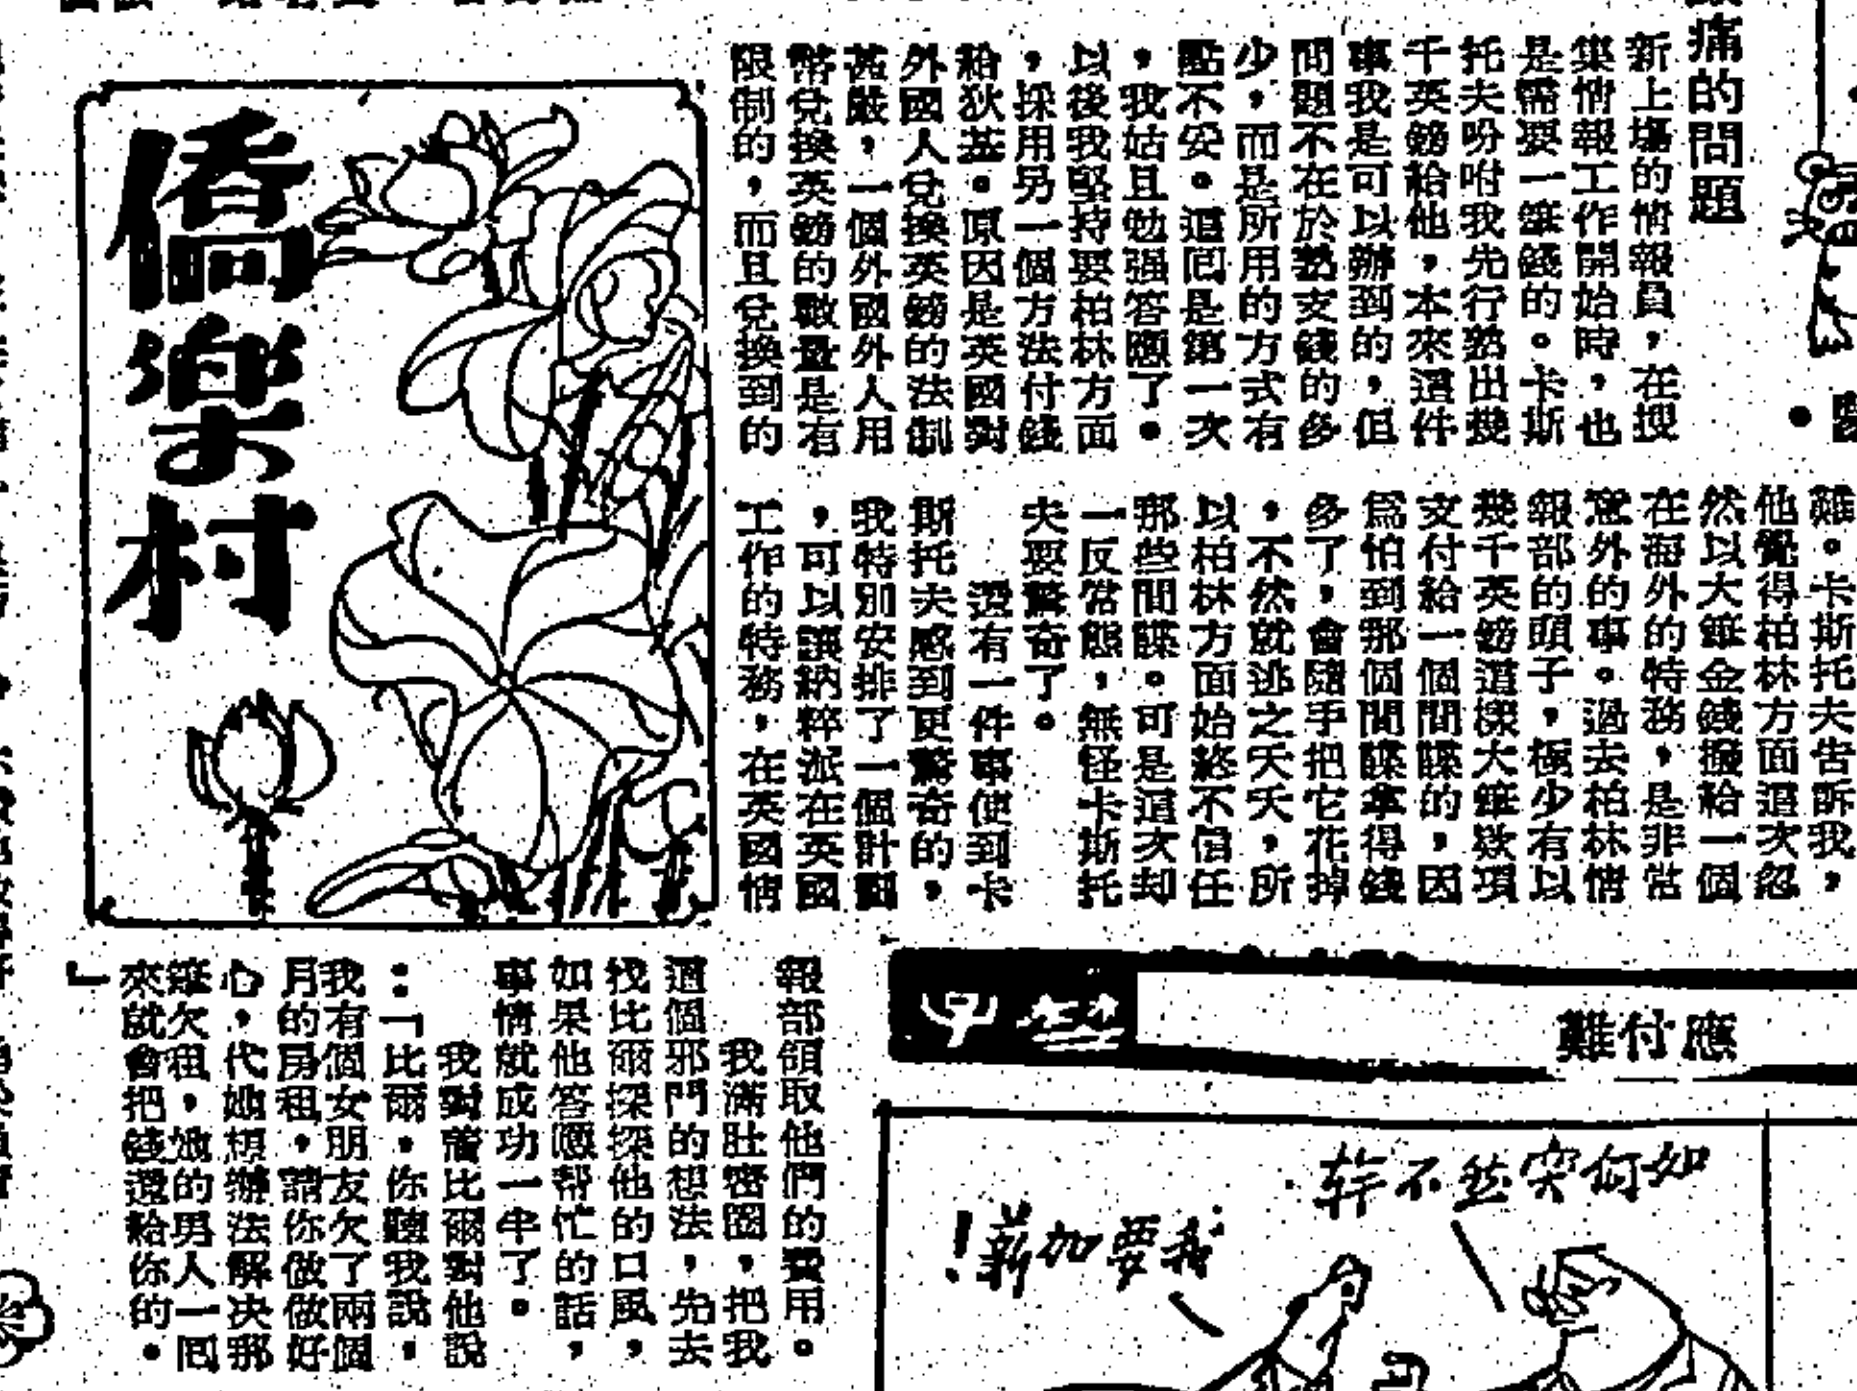 痛的問題
新上場的情報員，在搜
集情報工作開始時，也
是需要一筆錢的。卡斯
托夫吩咐我先行墊出幾
千英鎊給他，本來這件
事我是可以辦到的，但
問題不在於墊支錢的多
少，而是所用的方式有
點不安。這囘是第一次
，我姑且勉强答應了。
以後我堅持要柏林方面
，採用另一個方法付錢
給狄基。原因是英國對
外國人兌換英鎊的法制
甚嚴，一個外國外人用
幣兌換英鎊的數量是有
限制的，而且兌換到的
難。卡斯托夫告訴我，
他覺得柏林方面這次忽
然以大筆金錢撥給一個
在海外的特務，是非常
意外的事。過去柏林情
報部的頭子，極少有以
幾千英鎊這樣大筆欵項
支付給一個間諜的，因
爲怕到那個間諜拿得錢
多了，會隨手把它花掉
，不然就逃之夭夭，所
以柏林方面始終不信任
那些間諜。可是這次却
一反常態，無怪卡斯托
夫要驚奇了。
還有一件事使到卡
斯托夫感到更驚奇的，
我特別安排了一個計劃
，可以讓納粹派在英國
工作的特務，在英國情
報部領取他們的費用。
我滿肚密圈，把我
這個邪門的想法，先去
找比爾探探他的口風，
如果他答應帮忙的話，
事情就成功一半了。
我對舊比爾對他說
：「比爾，你聽我說，
我有個女朋友欠了兩個
月的房租，請你做做好
心，代她想辦法解决那
筆欠租，她的男人一囘
來就會把錢還給你的。
」
僑樂村
難付應
如何突然不幹
我要加薪！